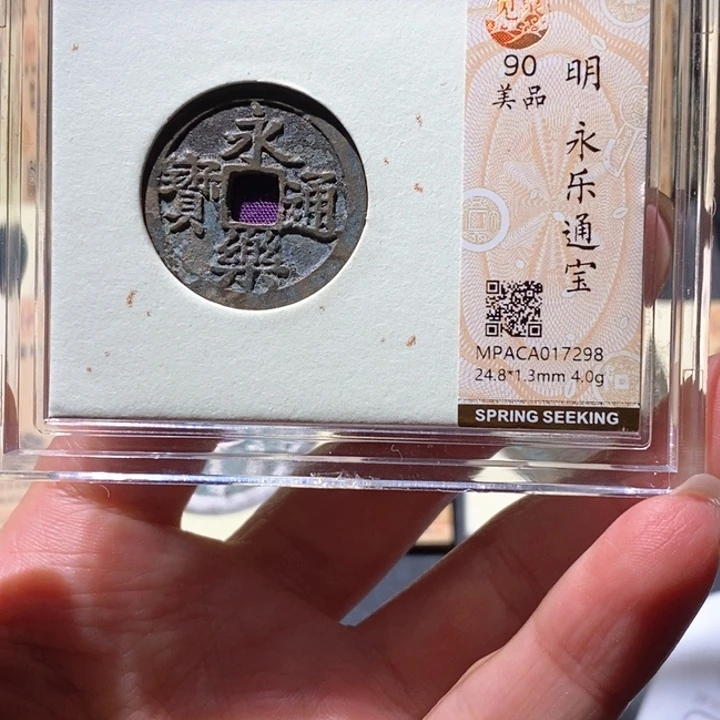 永樂通寶
90
美品
明 永乐通宝
MPACA017298
24.8*1.3mm 4.0g
SPRING SEEKING